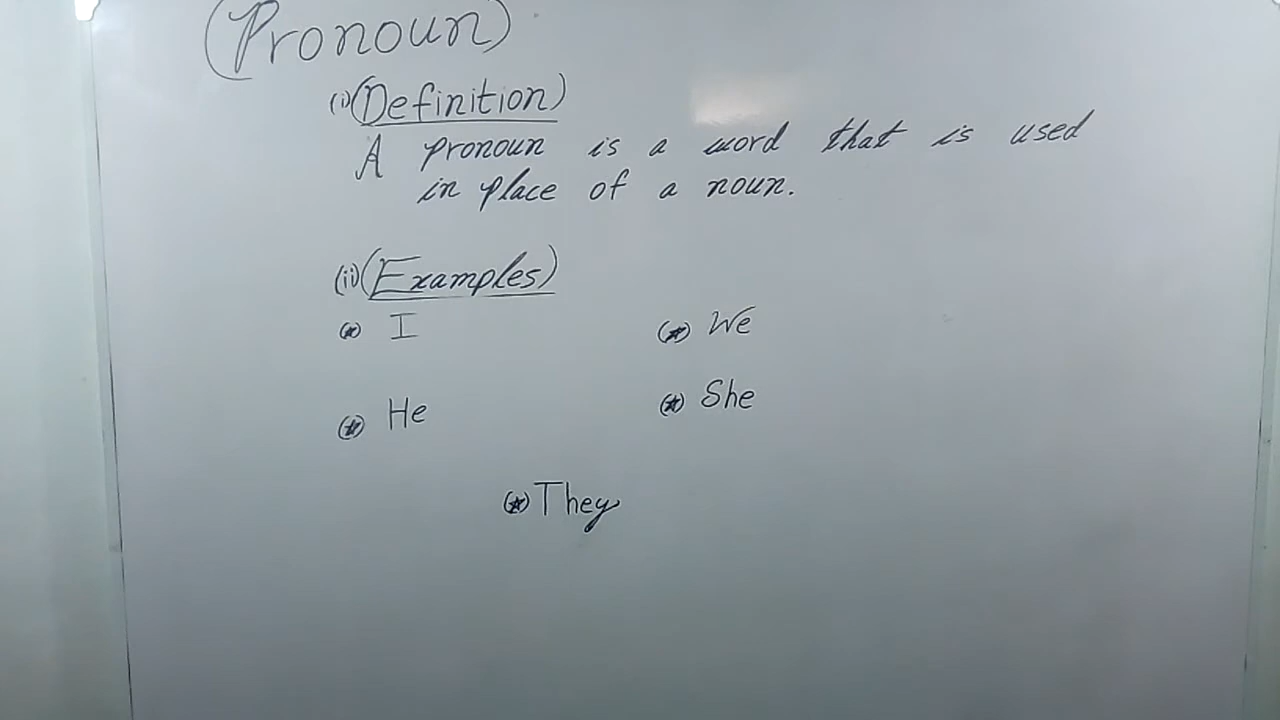 (Pronoun)
(i)(Definition)
A pronoun is a word that is used
in place of a noun.
(ii)(Examples)
(*) I (*) We
(*) He (*) She
(*) They